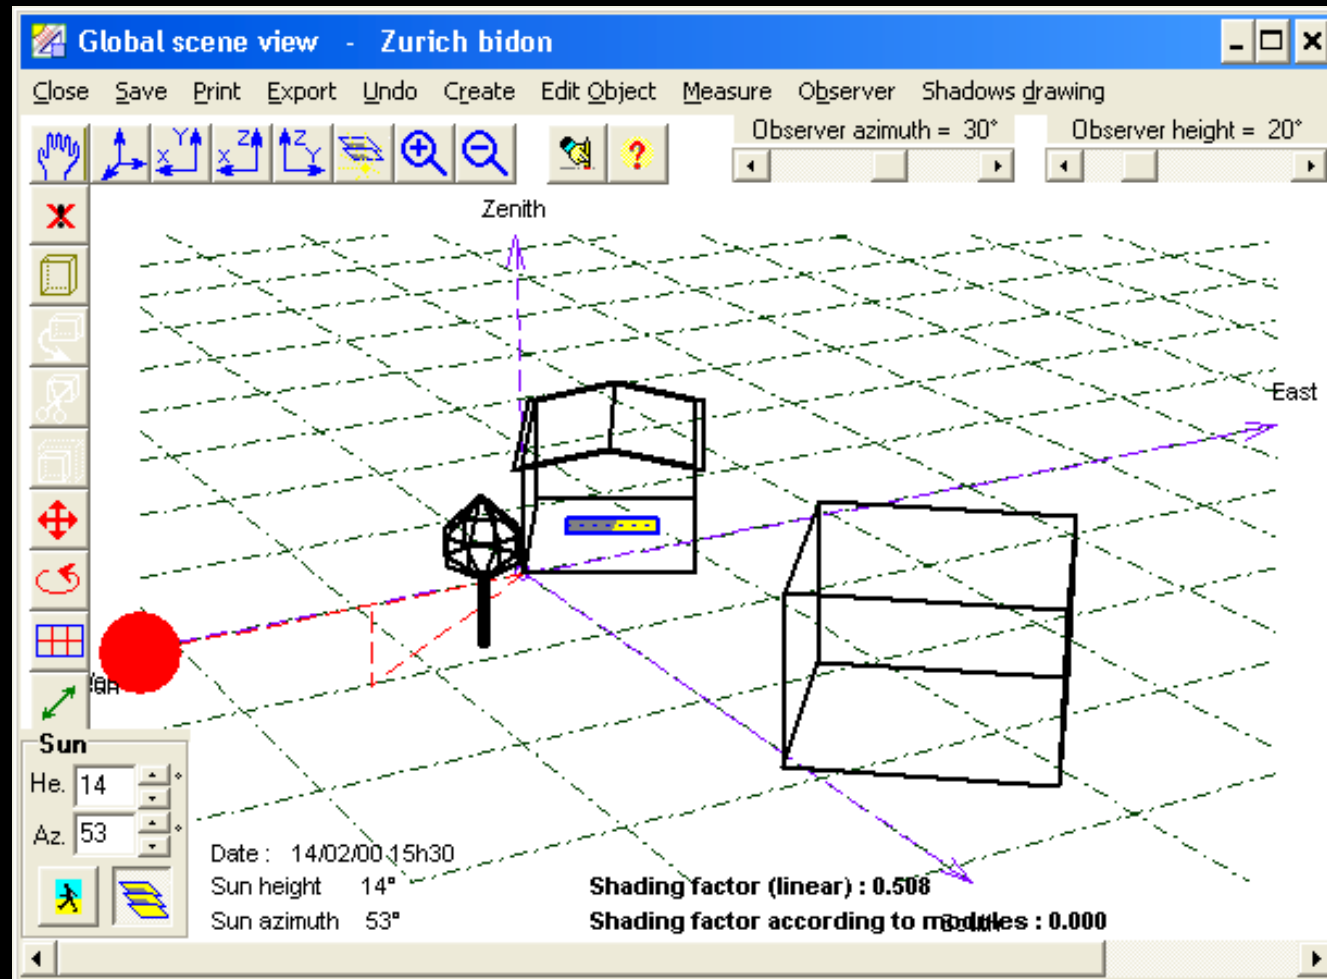 Global scene view - Zurich bidon
Close Save Print Export Undo Create Edit Object Measure Observer Shadows drawing
Observer azimuth = 30° Observer height = 20°
Zenith
East
Sun
He. 14 °
Az. 53 °
Date : 14/02/00 15h30
Sun height 14°
Shading factor (linear) : 0.508
Sun azimuth 53°
Shading factor according to modules : 0.000